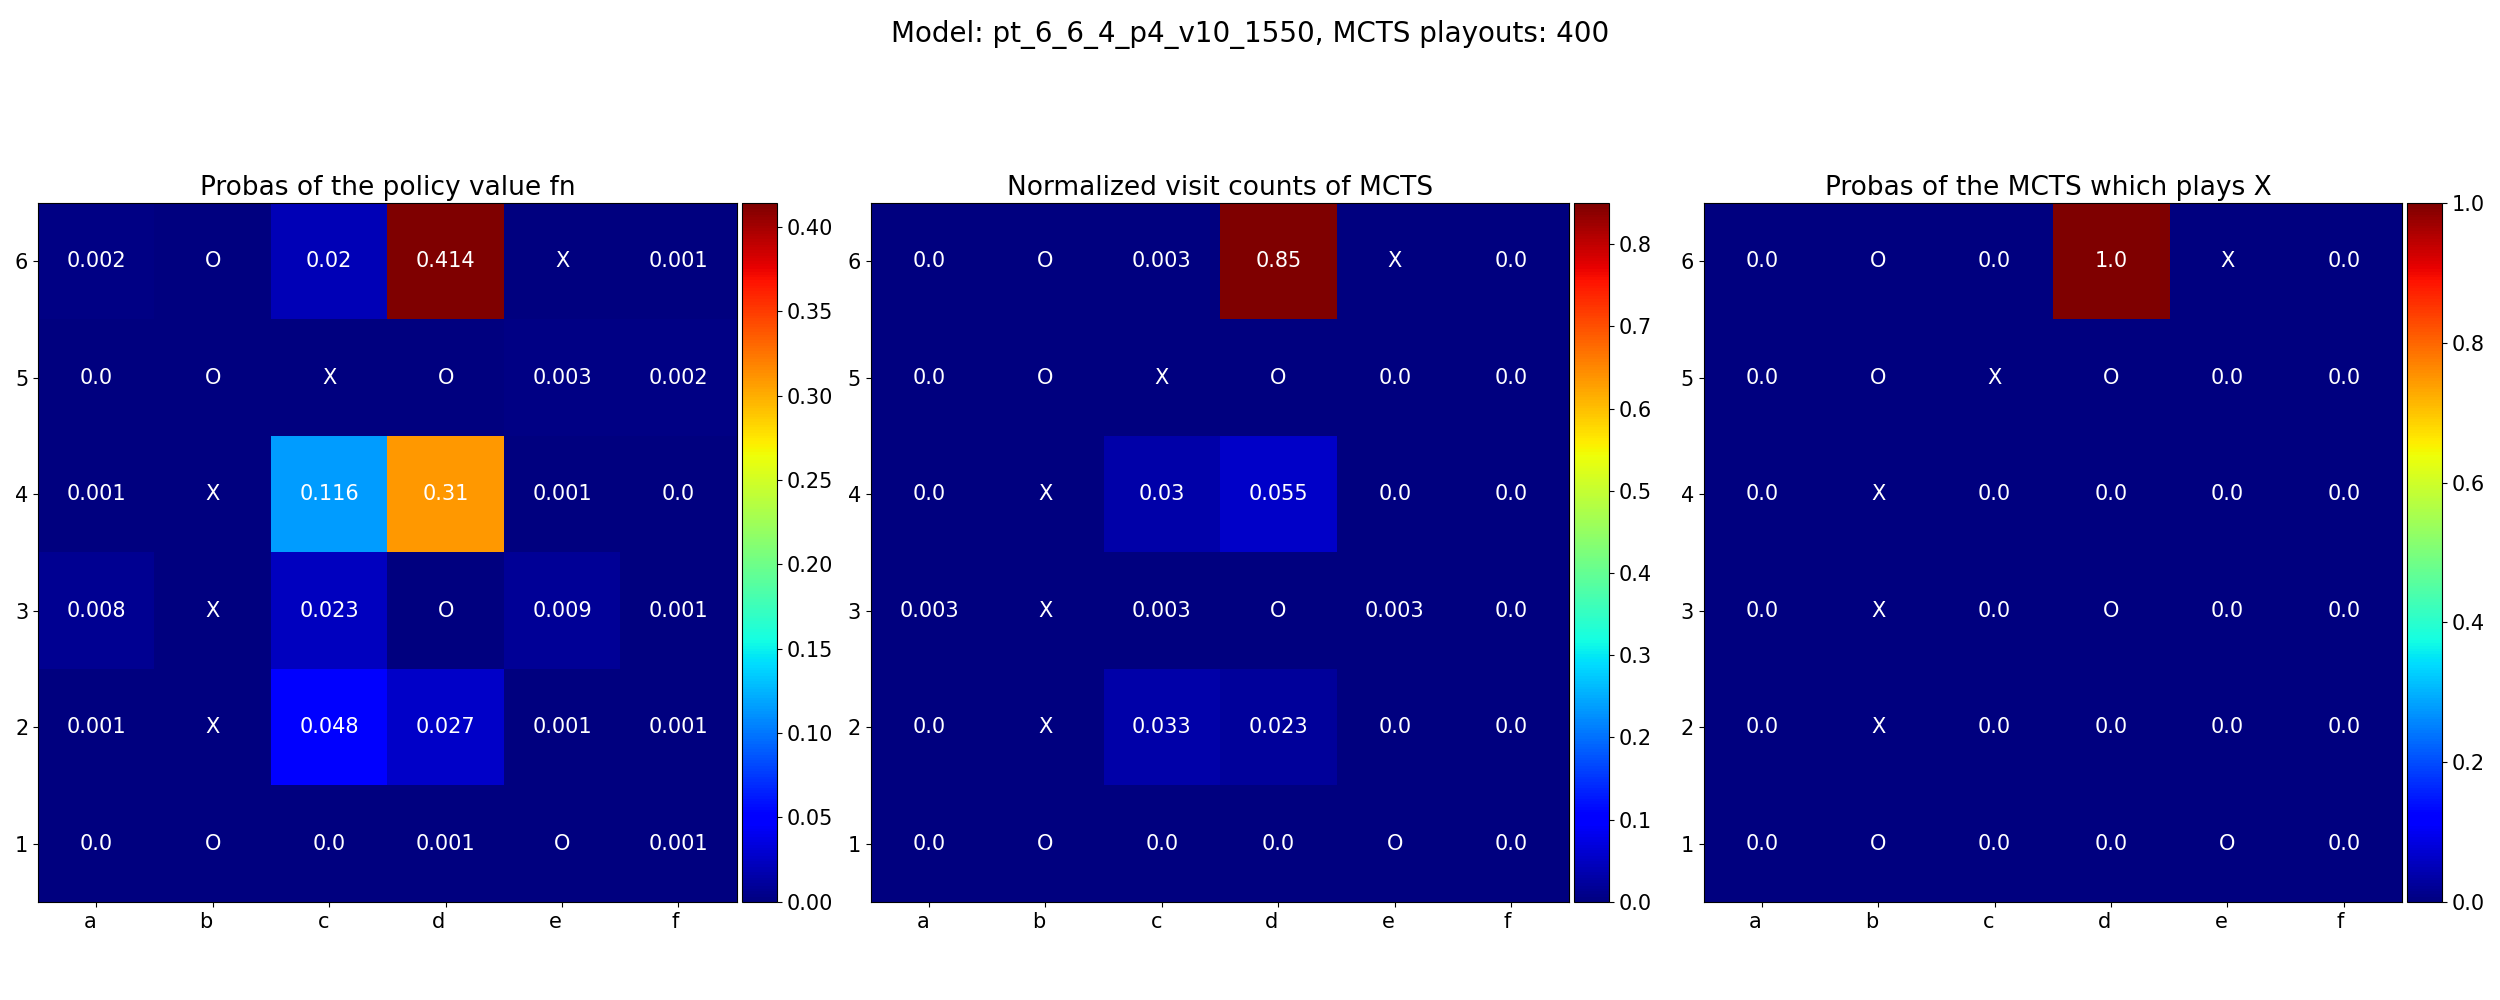 Model: pt_6_6_4_p4_v10_1550, MCTS playouts: 400
Probas of the policy value fn
6 0.002 O 0.02 0.414 X 0.001
5 0.0 O X O 0.003 0.002
4 0.001 X 0.116 0.31 0.001 0.0
3 0.008 X 0.023 O 0.009 0.001
2 0.001 X 0.048 0.027 0.001 0.001
1 0.0 O 0.0 0.001 O 0.001
a b c d e f
0.40
0.35
0.30
0.25
0.20
0.15
0.10
0.05
0.00
Normalized visit counts of MCTS
6 0.0 O 0.003 0.85 X 0.0
5 0.0 O X O 0.0 0.0
4 0.0 X 0.03 0.055 0.0 0.0
3 0.003 X 0.003 O 0.003 0.0
2 0.0 X 0.033 0.023 0.0 0.0
1 0.0 O 0.0 0.0 O 0.0
a b c d e f
0.8
0.7
0.6
0.5
0.4
0.3
0.2
0.1
0.0
Probas of the MCTS which plays X
6 0.0 O 0.0 1.0 X 0.0
5 0.0 O X O 0.0 0.0
4 0.0 X 0.0 0.0 0.0 0.0
3 0.0 X 0.0 O 0.0 0.0
2 0.0 X 0.0 0.0 0.0 0.0
1 0.0 O 0.0 0.0 O 0.0
a b c d e f
1.0
0.8
0.6
0.4
0.2
0.0